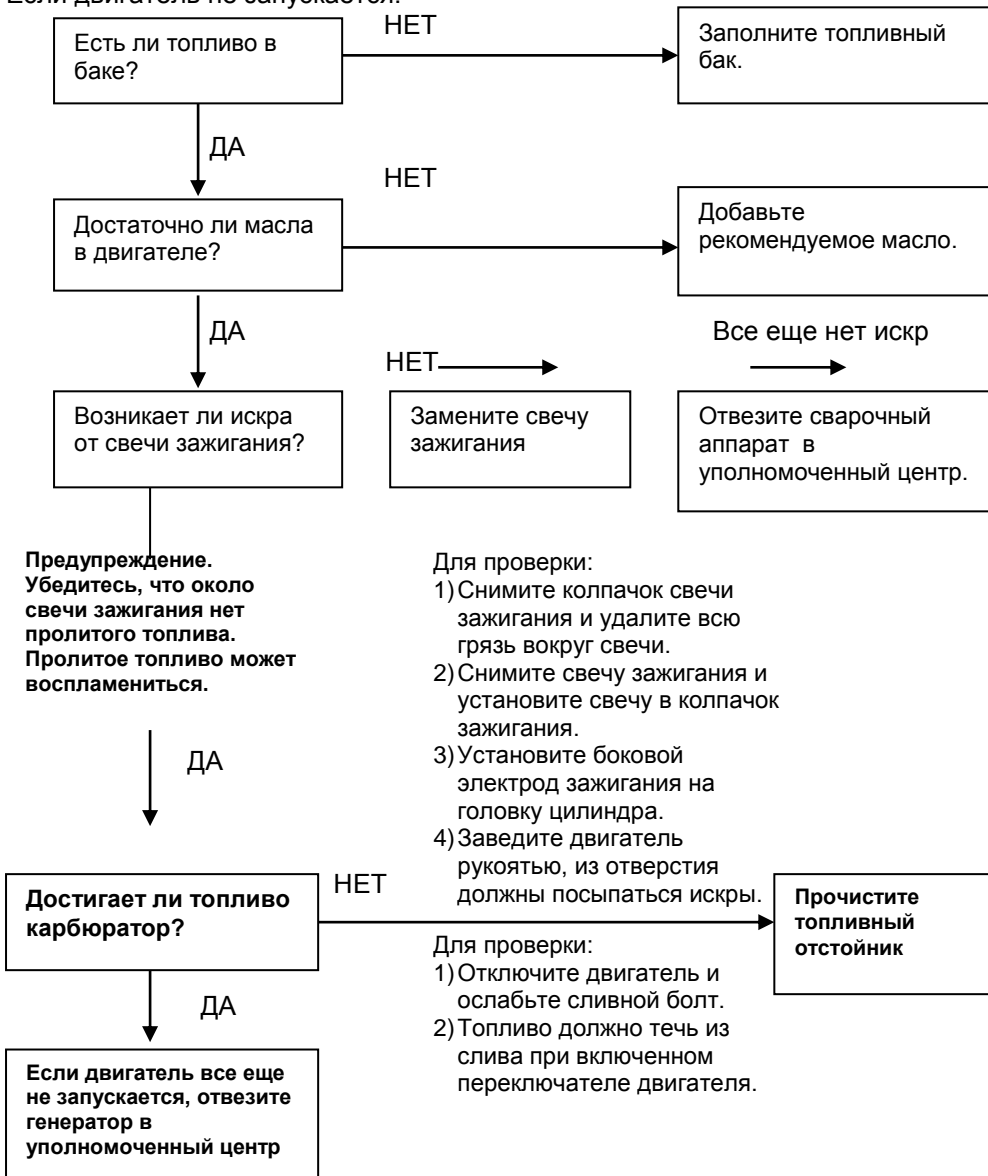 Если двигатель не запускается:
НЕТ
Есть ли топливо в
баке?
Заполните топливный
бак.
ДА
НЕТ
Достаточно ли масла
в двигателе?
Добавьте
рекомендуемое масло.
ДА
Все еще нет искр
НЕТ
Возникает ли искра
от свечи зажигания?
Замените свечу
зажигания
Отвезите сварочный
аппарат в
уполномоченный центр.
Предупреждение.
Убедитесь, что около
свечи зажигания нет
пролитого топлива.
Пролитое топливо может
воспламениться.
Для проверки:
1) Снимите колпачок свечи
зажигания и удалите всю
грязь вокруг свечи.
2) Снимите свечу зажигания и
установите свечу в колпачок
зажигания.
3) Установите боковой
электрод зажигания на
головку цилиндра.
4) Заведите двигатель
рукоятью, из отверстия
должны посыпаться искры.
ДА
Достигает ли топливо
карбюратор?
НЕТ
Прочистите
топливный
отстойник
Для проверки:
1) Отключите двигатель и
ослабьте сливной болт.
2) Топливо должно течь из
слива при включенном
переключателе двигателя.
ДА
Если двигатель все еще
не запускается, отвезите
генератор в
уполномоченный центр